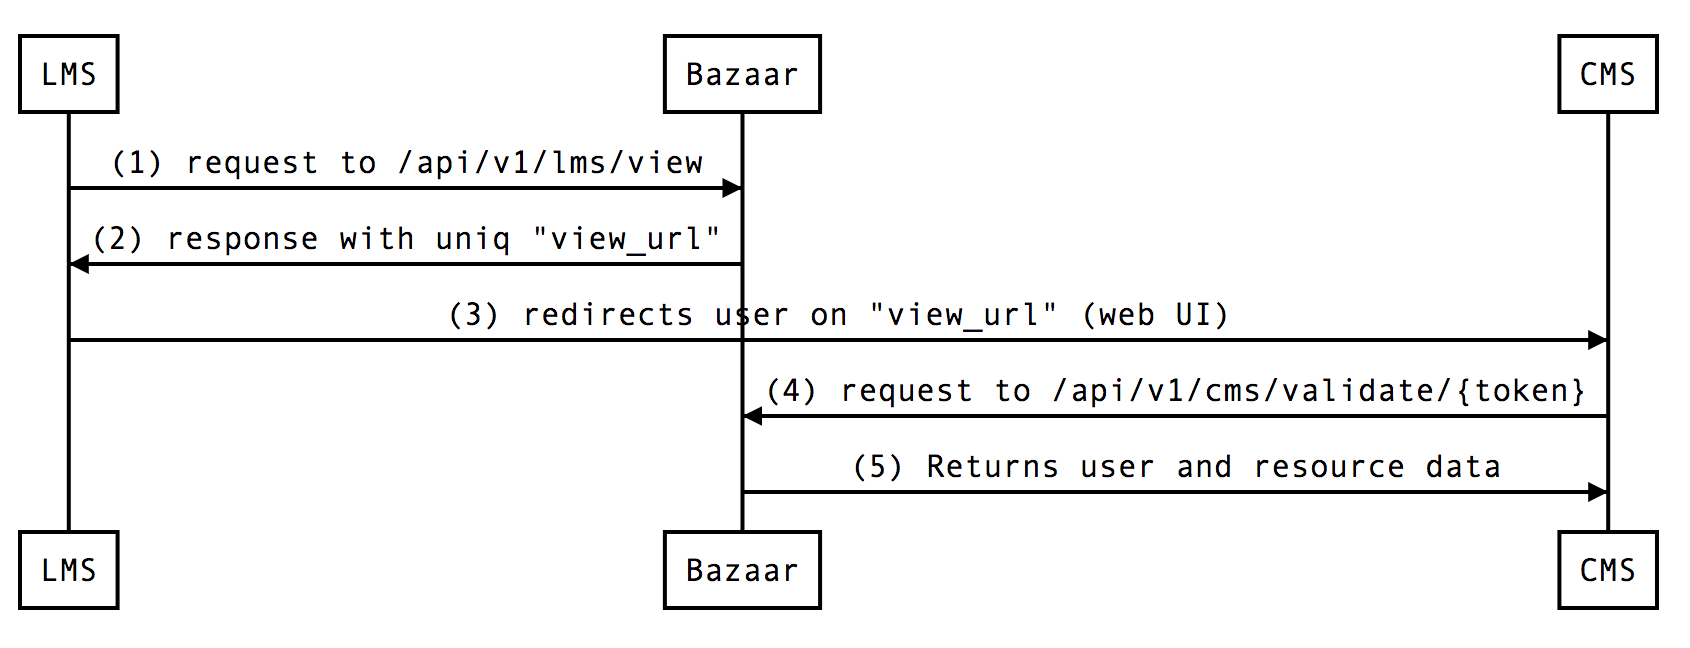 LMS Bazaar CMS
(1) request to /api/v1/lms/view
(2) response with uniq "view_url"
(3) redirects user on "view_url" (web UI)
(4) request to /api/v1/cms/validate/{token}
(5) Returns user and resource data
LMS Bazaar CMS